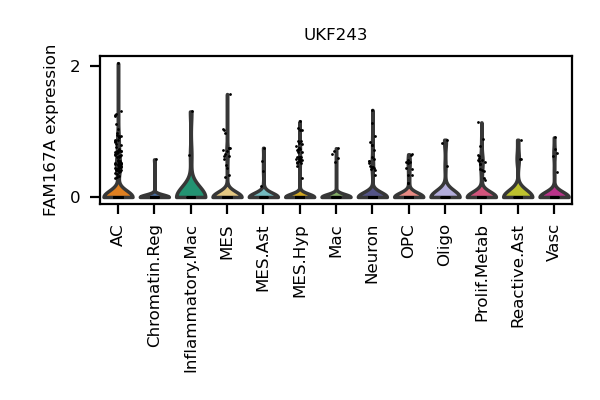 UKF243
FAM167A expression
2
0
AC
Chromatin.Reg
Inflammatory.Mac
MES
MES.Ast
MES.Hyp
Mac
Neuron
OPC
Oligo
Prolif.Metab
Reactive.Ast
Vasc